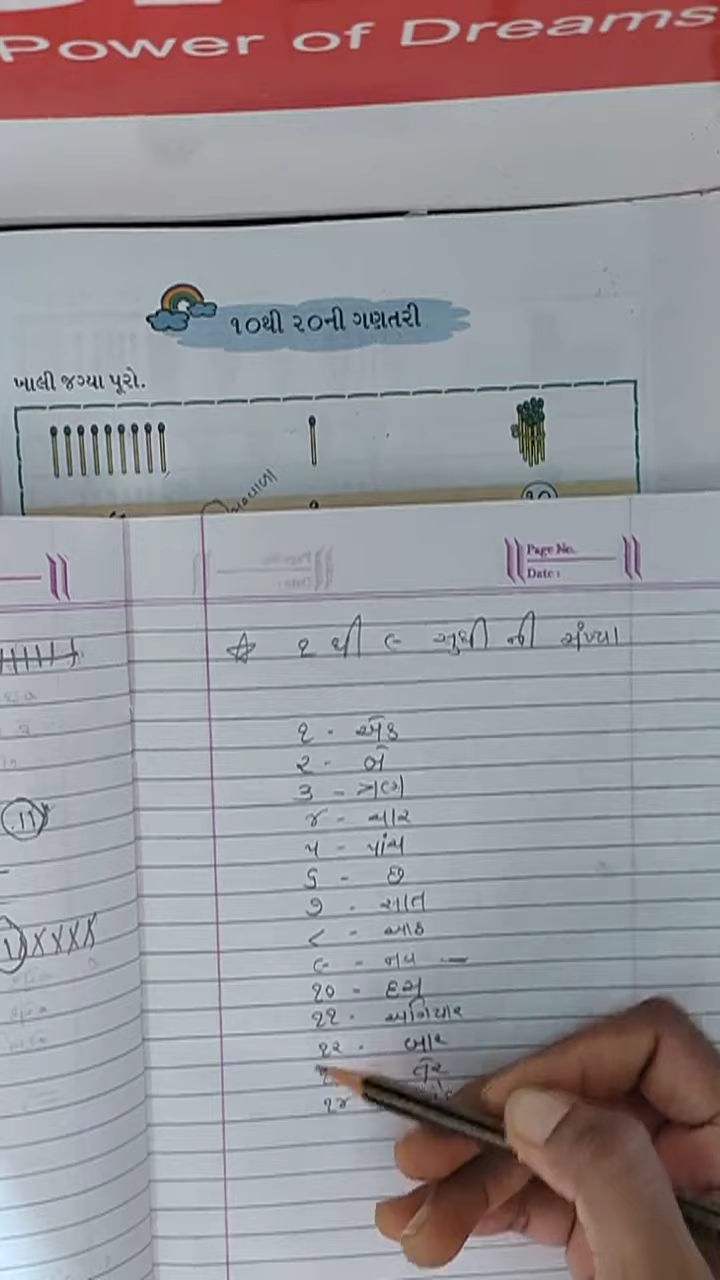 Power of Dreams
૧૦થી ૨૦ની ગણતરી
ખાલી જગ્યા પૂરો.
૧૦
Page No.
Date :
☆ ૧ થી ૯ સુધી ની સંખ્યા
૧ - એક
૨ - બે
૩ - ત્રણ
૪ - ચાર
૫ - પાંચ
૬ - છ
૭ - સાત
૮ - આઠ
૯ - નવ —
૧૦ - દસ
૧૧ - અગિયાર
૧૨ - બાર
તેર
૧૪